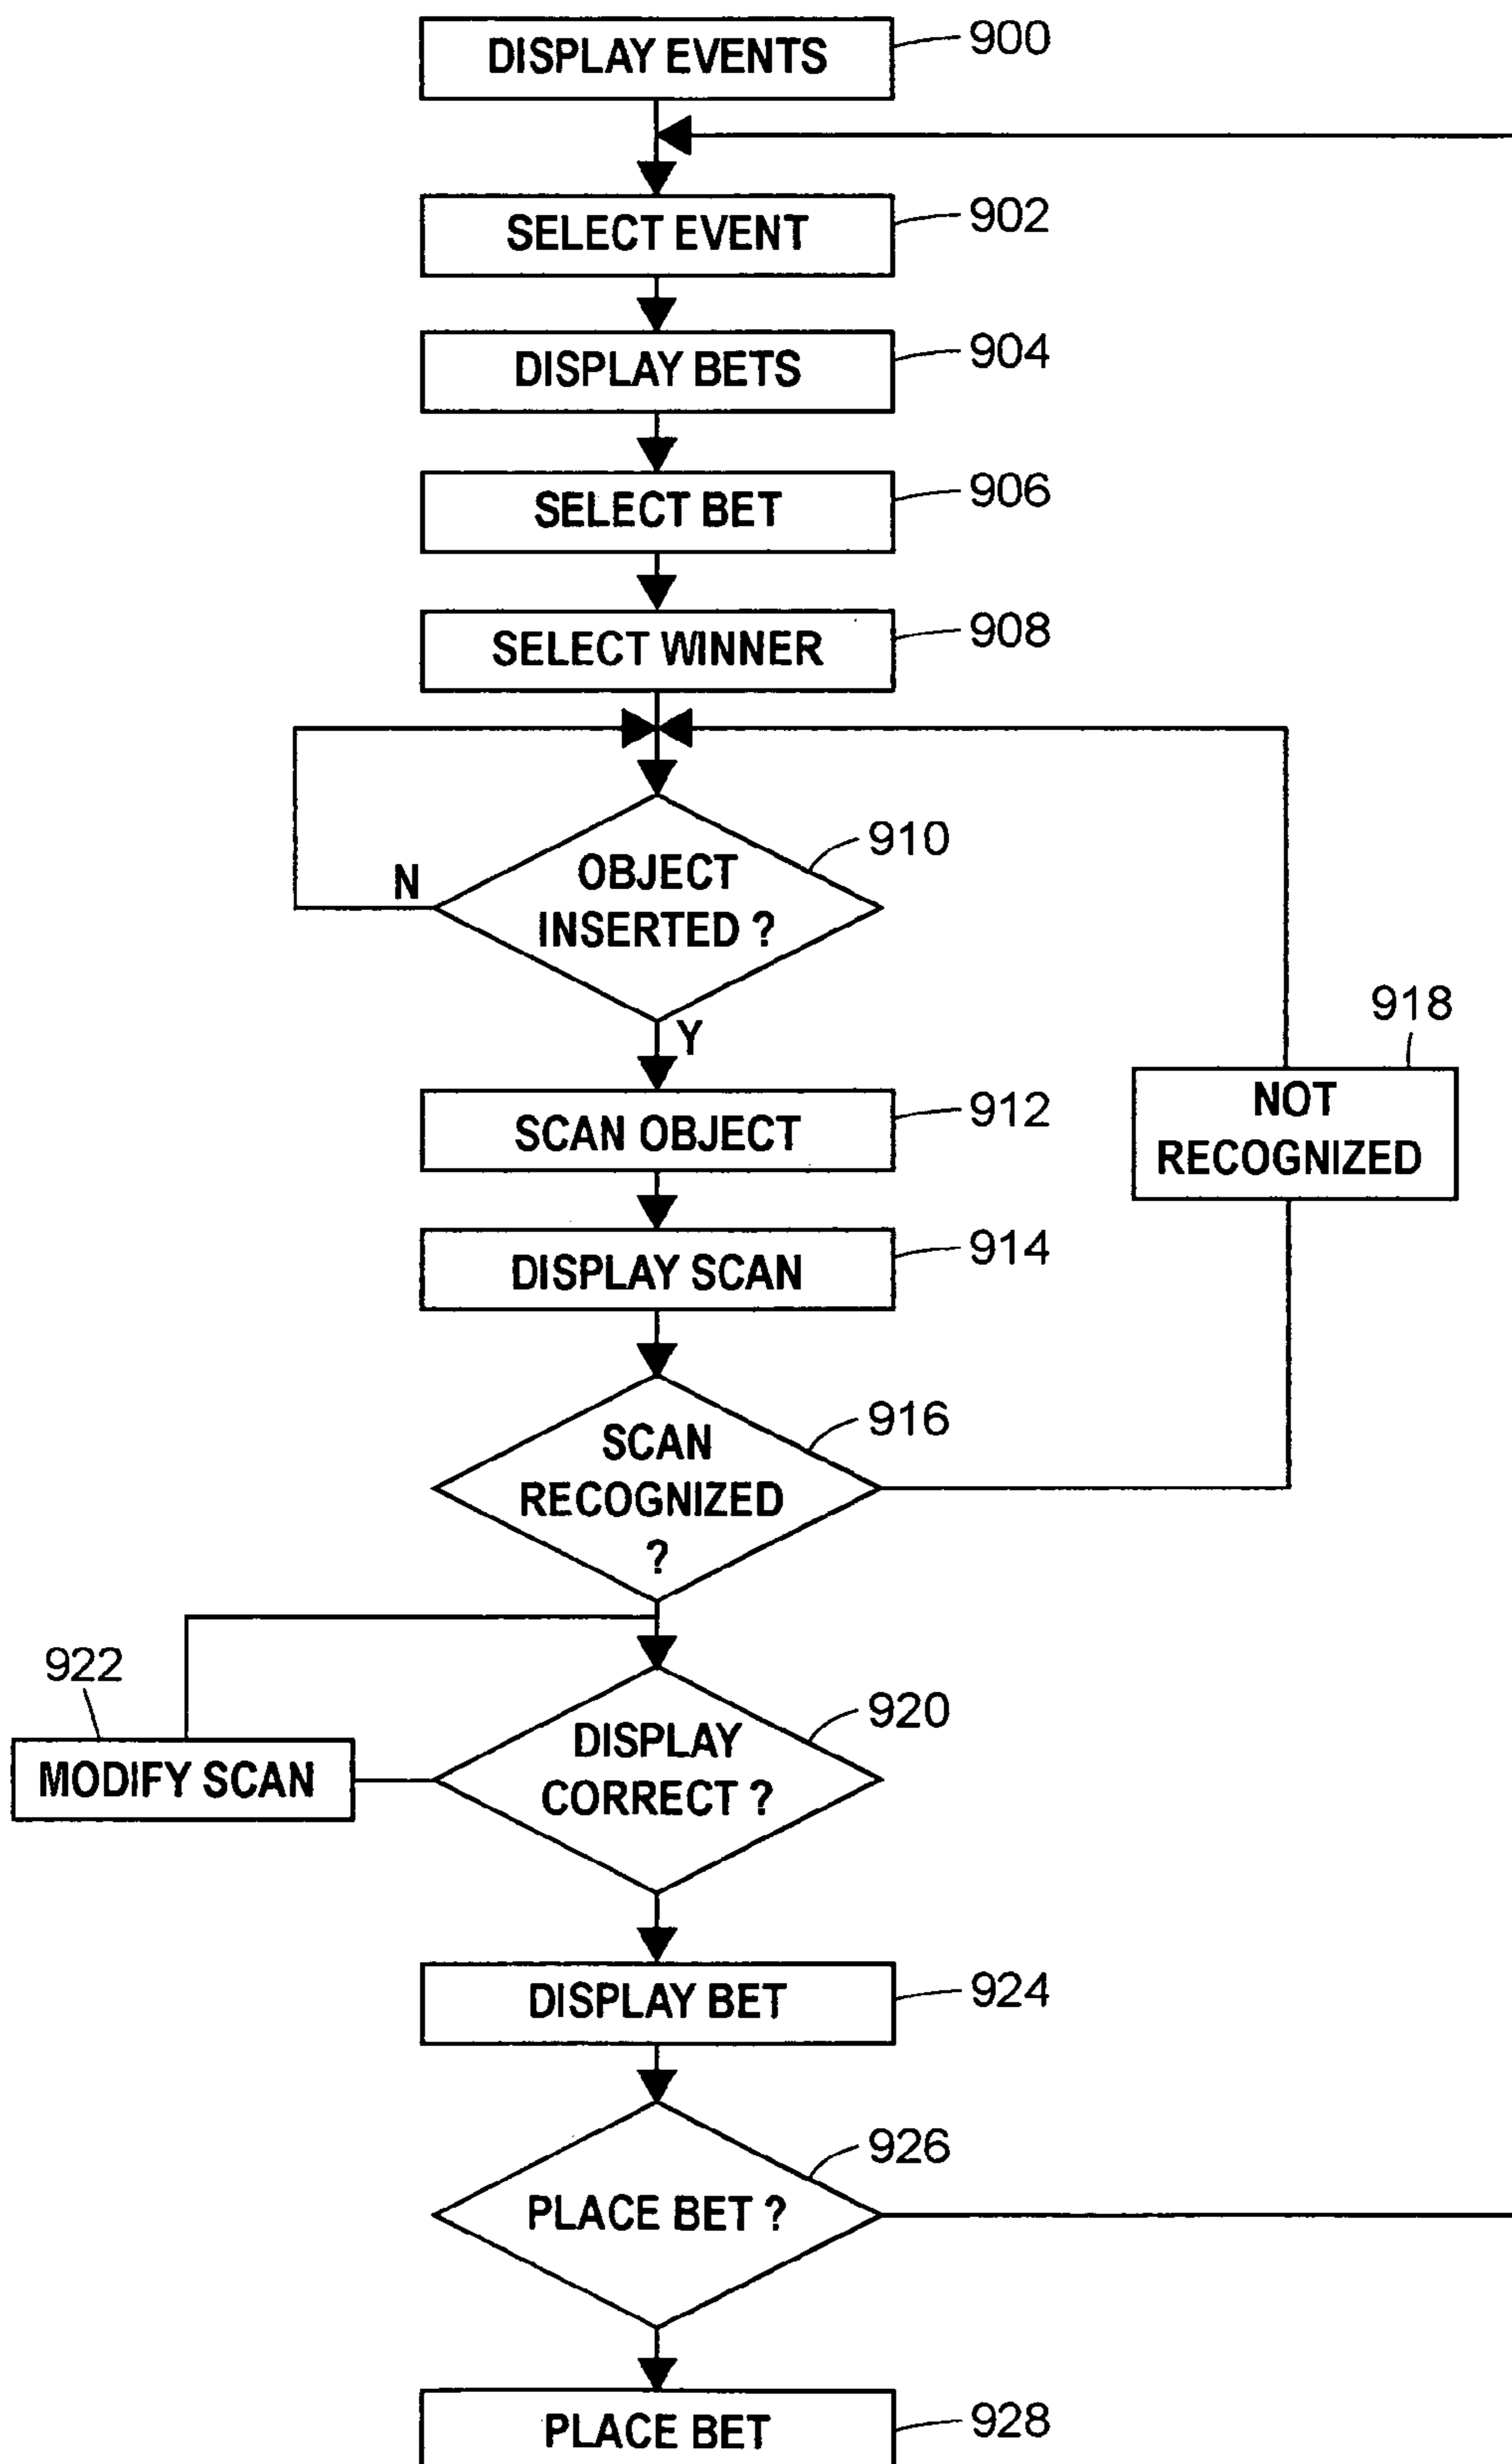 DISPLAY EVENTS
900
SELECT EVENT
902
DISPLAY BETS
904
SELECT BET
906
SELECT WINNER
908
910
OBJECT
INSERTED ?
N
Y
918
NOT
RECOGNIZED
SCAN OBJECT
912
DISPLAY SCAN
914
916
SCAN
RECOGNIZED
?
922
MODIFY SCAN
920
DISPLAY
CORRECT ?
DISPLAY BET
924
926
PLACE BET ?
PLACE BET
928